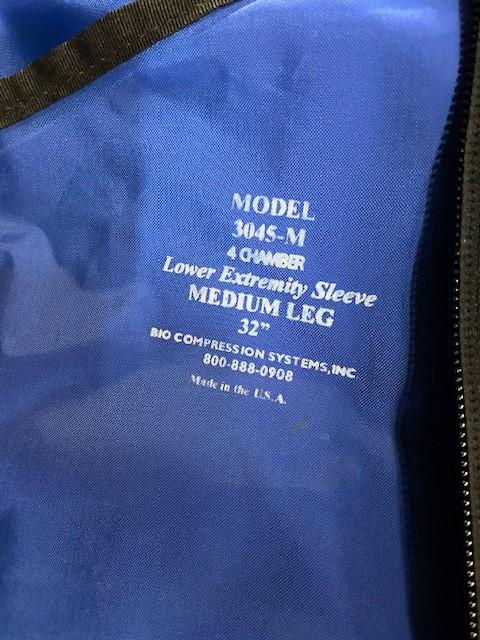 MODEL
3045-M
4 CHAMBER
Lower Extremity Sleeve
MEDIUM LEG
32"
BIO COMPRESSION SYSTEMS, INC.
800-888-0908
Made in the U.S.A.